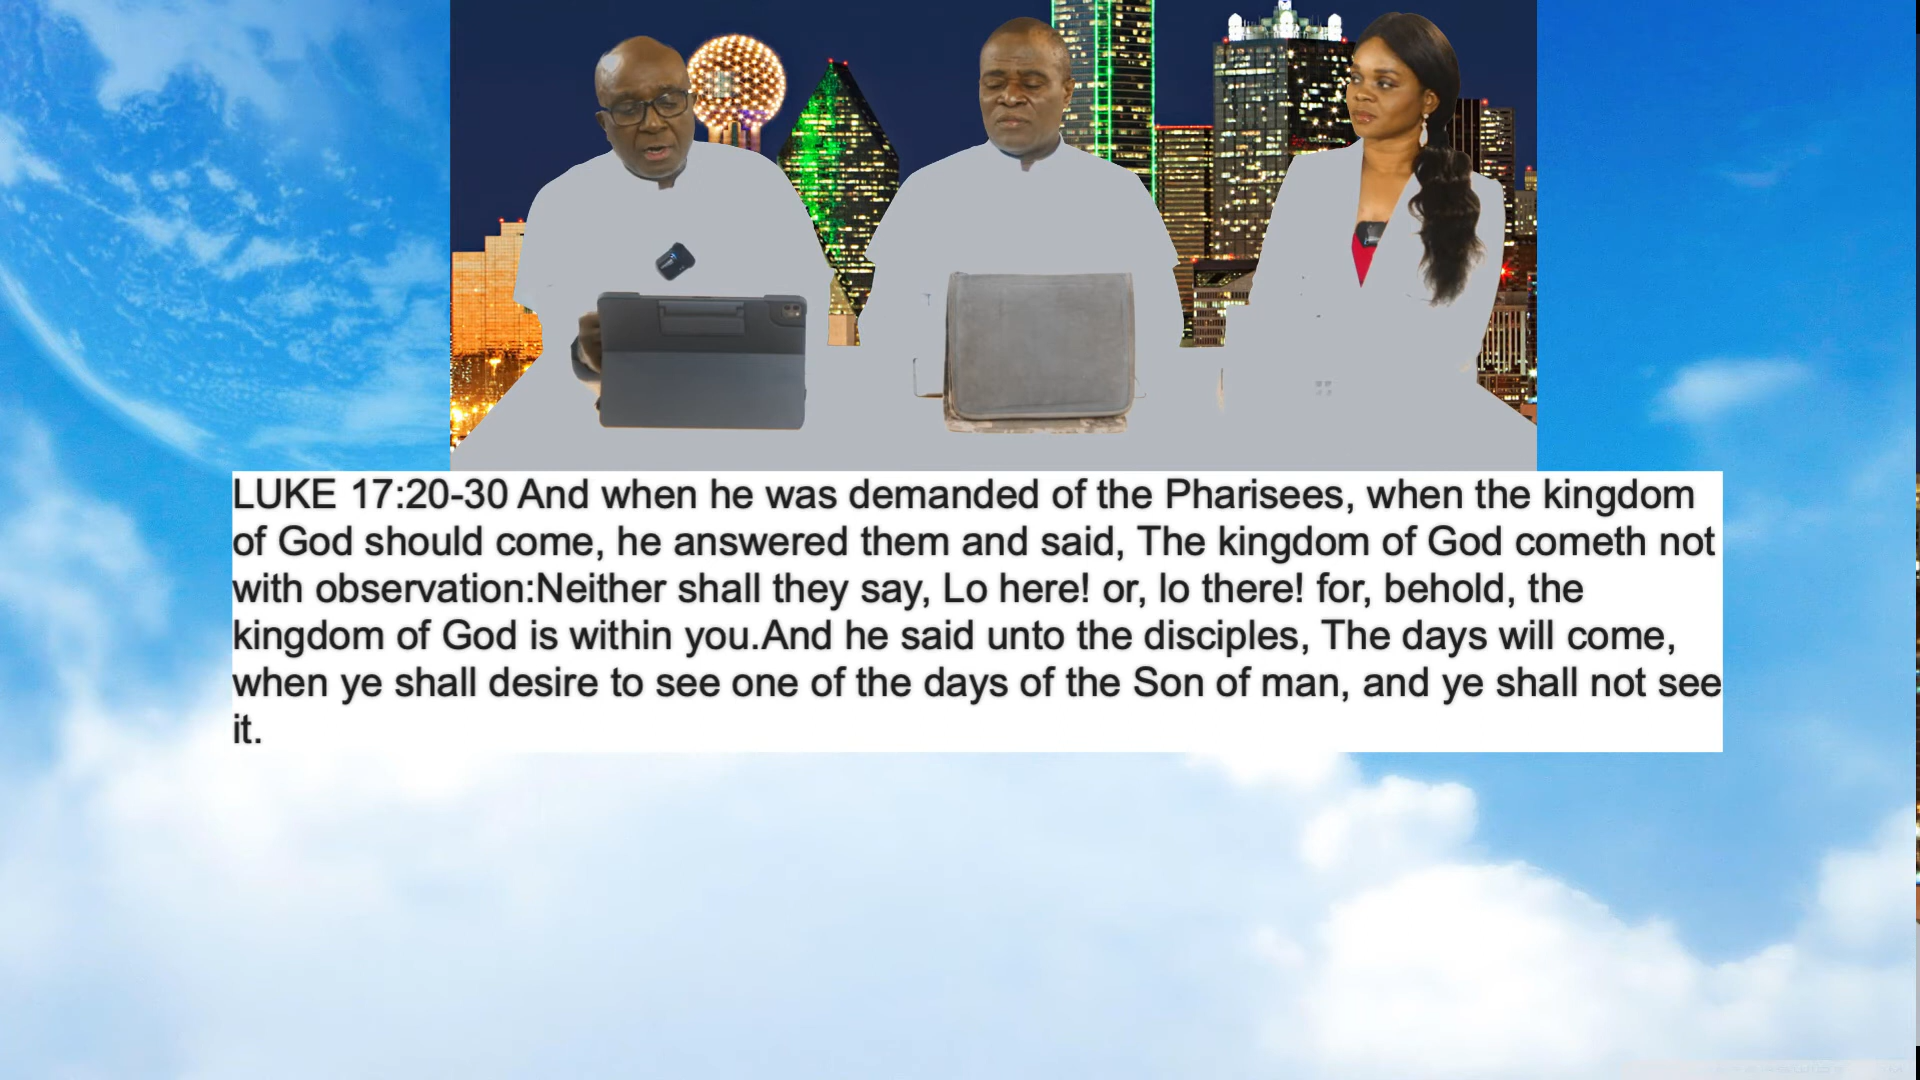 LUKE 17:20-30 And when he was demanded of the Pharisees, when the kingdom
of God should come, he answered them and said, The kingdom of God cometh not
with observation:Neither shall they say, Lo here! or, lo there! for, behold, the
kingdom of God is within you.And he said unto the disciples, The days will come,
when ye shall desire to see one of the days of the Son of man, and ye shall not see
it.